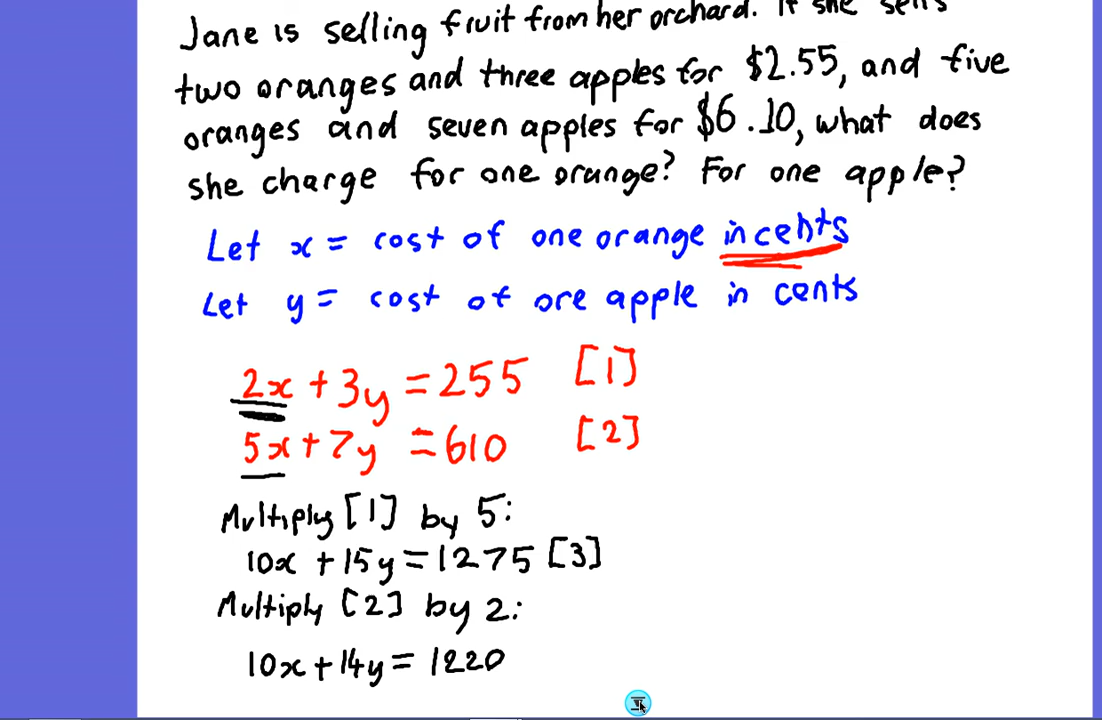 Jane is selling fruit from her orchard. If she sells
two oranges and three apples for $2.55, and five
oranges and seven apples for $6.10, what does
she charge for one orange? For one apple?
Let x = cost of one orange in cents
Let y = cost of one apple in cents
2x + 3y = 255 [1]
5x + 7y = 610 [2]
Multiply [1] by 5:
10x + 15y = 1275 [3]
Multiply [2] by 2:
10x + 14y = 1220